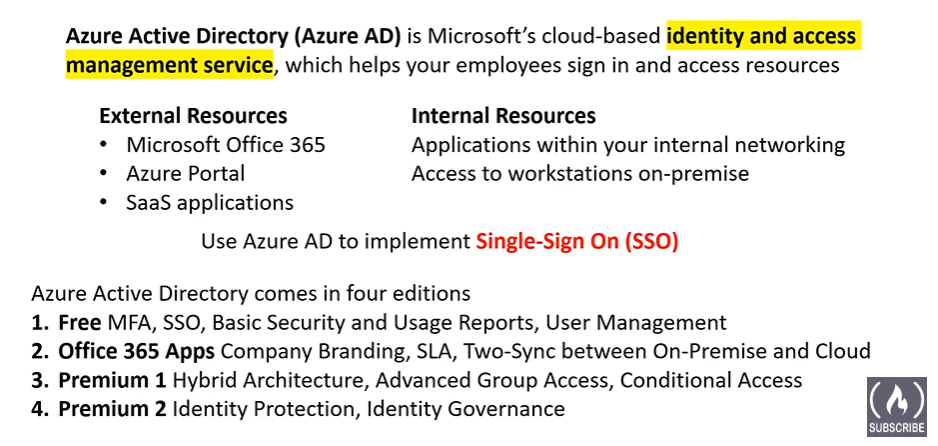 Azure Active Directory (Azure AD) is Microsoft's cloud-based identity and access
management service, which helps your employees sign in and access resources
External Resources
• Microsoft Office 365
• Azure Portal
• SaaS applications
Internal Resources
Applications within your internal networking
Access to workstations on-premise
Use Azure AD to implement Single-Sign On (SSO)
Azure Active Directory comes in four editions
1. Free MFA, SSO, Basic Security and Usage Reports, User Management
2. Office 365 Apps Company Branding, SLA, Two-Sync between On-Premise and Cloud
3. Premium 1 Hybrid Architecture, Advanced Group Access, Conditional Access
4. Premium 2 Identity Protection, Identity Governance
SUBSCRIBE